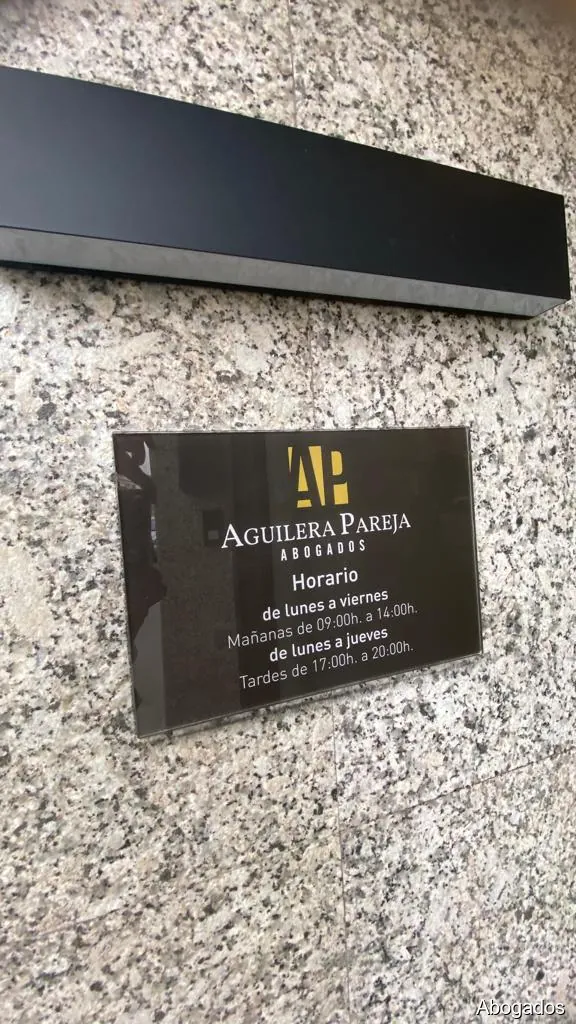 AP
AGUILERA PAREJA
ABOGADOS
Horario
de lunes a viernes
Mañanas de 09:00h. a 14:00h.
de lunes a jueves
Tardes de 17:00h. a 20:00h.
Abogados